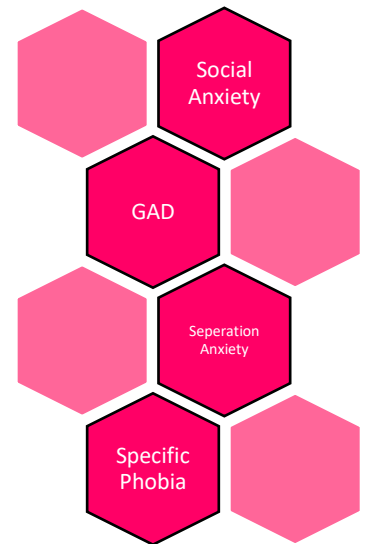 Social
Anxiety
GAD
Seperation
Anxiety
Specific
Phobia